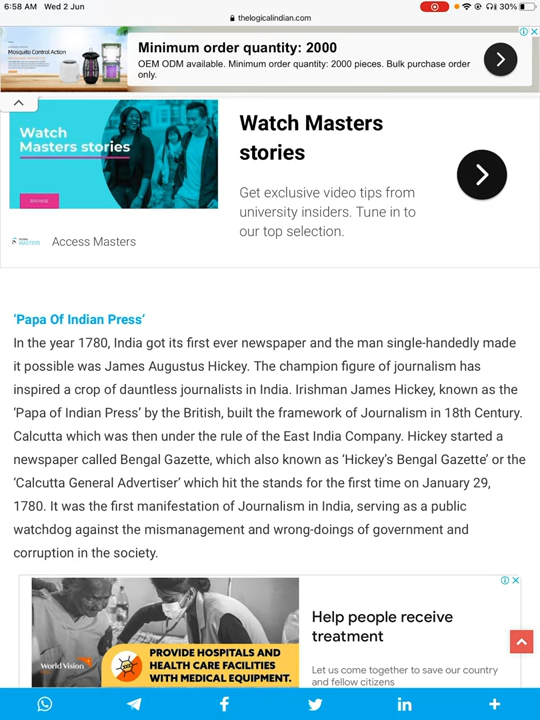 6:58 AM Wed 2 Jun
30%
thelogicalindian.com
Mosquito Control Action
Minimum order quantity: 2000
OEM ODM available. Minimum order quantity: 2000 pieces. Bulk purchase order
only.
Watch
Masters stories
BROWSE
Watch Masters
stories
Get exclusive video tips from
university insiders. Tune in to
our top selection.
MASTERS
Access Masters
‘Papa Of Indian Press’
In the year 1780, India got its first ever newspaper and the man single-handedly made
it possible was James Augustus Hickey. The champion figure of journalism has
inspired a crop of dauntless journalists in India. Irishman James Hickey, known as the
‘Papa of Indian Press’ by the British, built the framework of Journalism in 18th Century.
Calcutta which was then under the rule of the East India Company. Hickey started a
newspaper called Bengal Gazette, which also known as ‘Hickey’s Bengal Gazette’ or the
‘Calcutta General Advertiser’ which hit the stands for the first time on January 29,
1780. It was the first manifestation of Journalism in India, serving as a public
watchdog against the mismanagement and wrong-doings of government and
corruption in the society.
World Vision
PROVIDE HOSPITALS AND
HEALTH CARE FACILITIES
WITH MEDICAL EQUIPMENT.
Help people receive
treatment
Let us come together to save our country
and fellow citizens